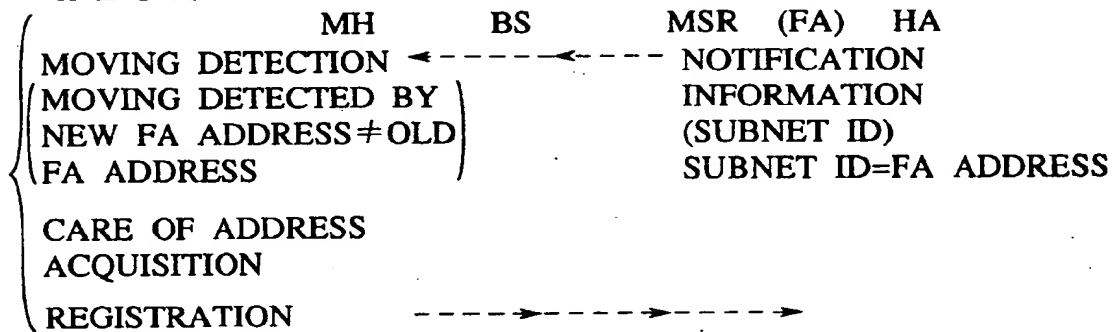 MH BS MSR (FA) HA
MOVING DETECTION NOTIFICATION
MOVING DETECTED BY INFORMATION
NEW FA ADDRESS≠OLD (SUBNET ID)
FA ADDRESS SUBNET ID=FA ADDRESS
CARE OF ADDRESS
ACQUISITION
REGISTRATION